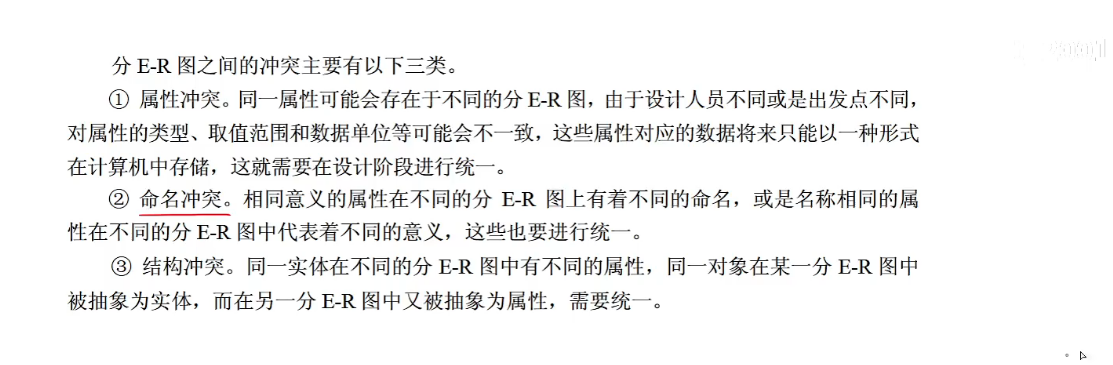 分 E-R 图之间的冲突主要有以下三类。
① 属性冲突。同一属性可能会存在于不同的分 E-R 图，由于设计人员不同或是出发点不同，
对属性的类型、取值范围和数据单位等可能会不一致，这些属性对应的数据将来只能以一种形式
在计算机中存储，这就需要在设计阶段进行统一。
② 命名冲突。相同意义的属性在不同的分 E-R 图上有着不同的命名，或是名称相同的属
性在不同的分 E-R 图中代表着不同的意义，这些也要进行统一。
③ 结构冲突。同一实体在不同的分 E-R 图中有不同的属性，同一对象在某一分 E-R 图中
被抽象为实体，而在另一分 E-R 图中又被抽象为属性，需要统一。